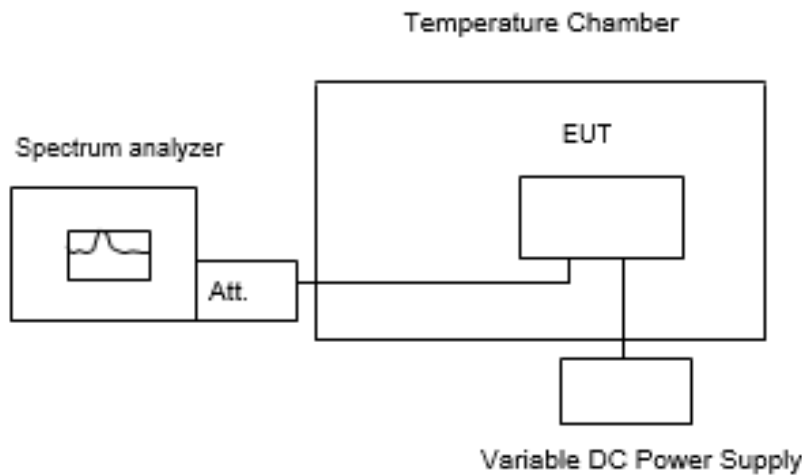 Temperature Chamber
EUT
Spectrum analyzer
Att.
Variable DC Power Supply